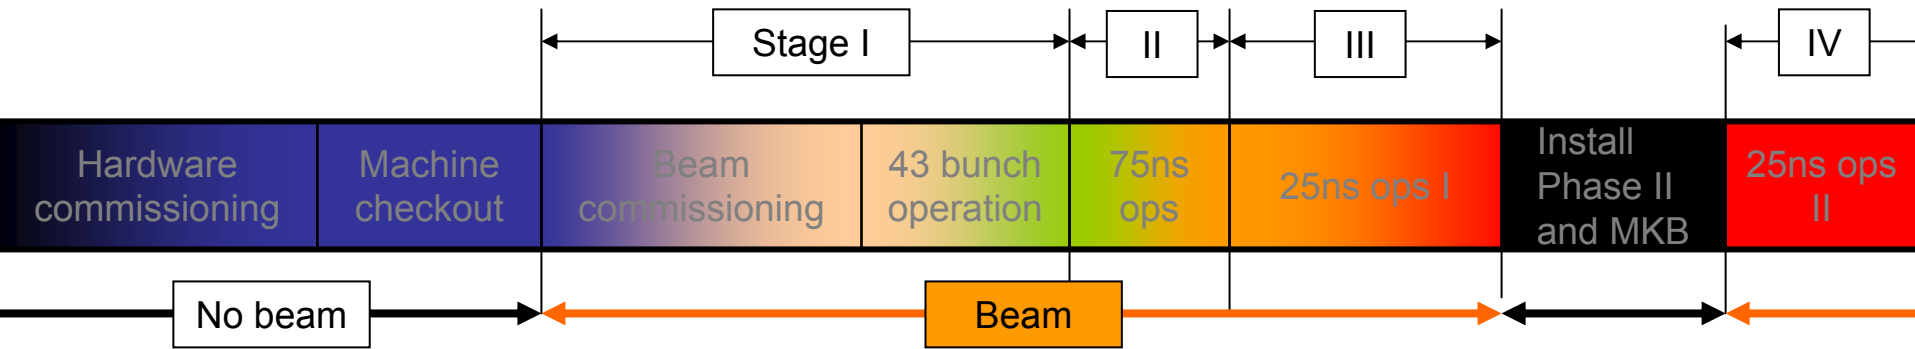 Stage I
II
III
IV
Hardware
commissioning
Machine
checkout
Beam
commissioning
43 bunch
operation
75ns
ops
25ns ops I
Install
Phase II
and MKB
25ns ops
II
No beam
Beam